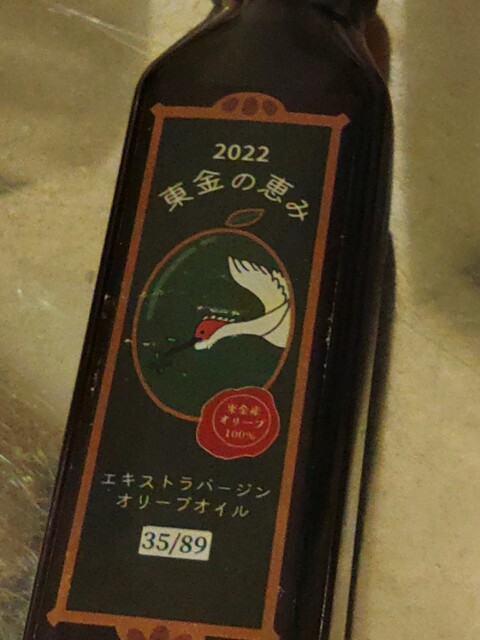 2022
東金の恵み
東金産
オリーブ
100%
エキストラバージン
オリーブオイル
35/89